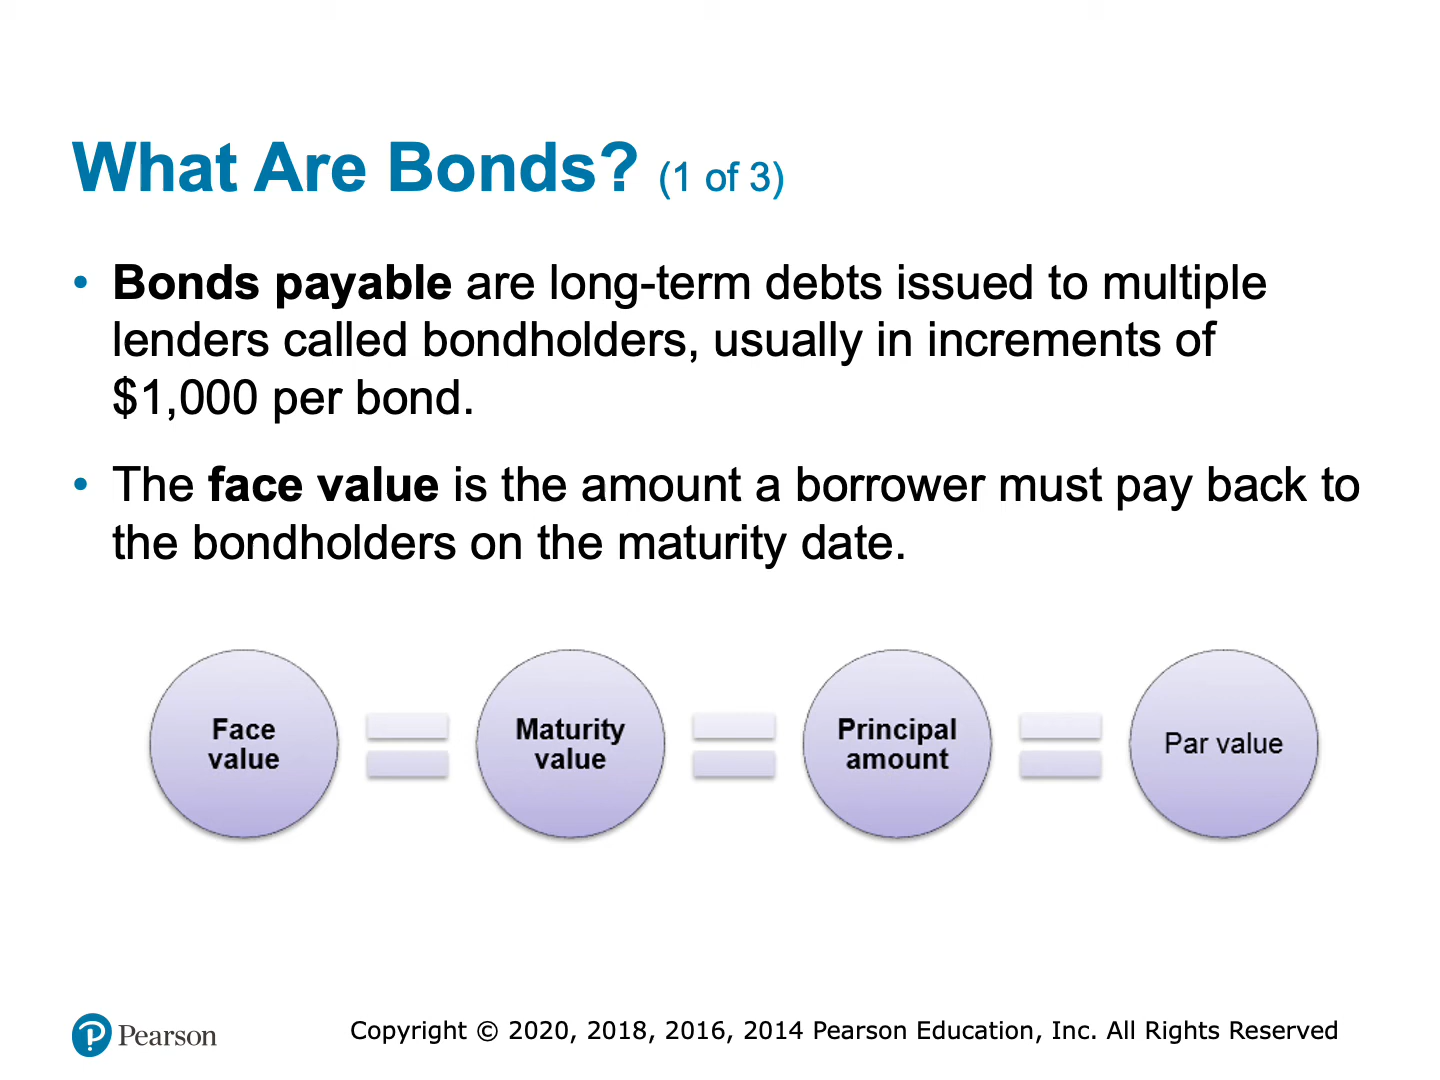 What Are Bonds? (1 of 3)
• Bonds payable are long-term debts issued to multiple
lenders called bondholders, usually in increments of
$1,000 per bond.
• The face value is the amount a borrower must pay back to
the bondholders on the maturity date.
Face
value
Maturity
value
Principal
amount
Par value
Pearson
Copyright © 2020, 2018, 2016, 2014 Pearson Education, Inc. All Rights Reserved